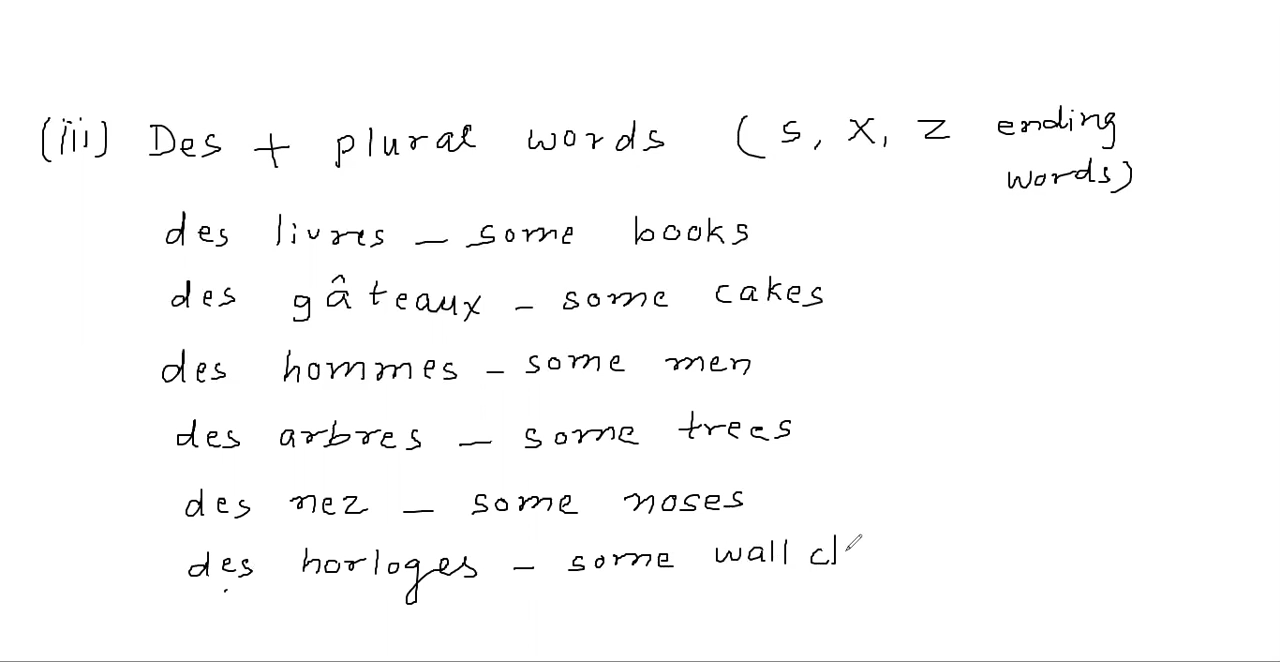 (iii) Des + plural words (s, x, z ending words)
des livres - some books
des gâteaux - some cakes
des hommes - some men
des arbres - some trees
des nez - some noses
des horloges - some wall cl